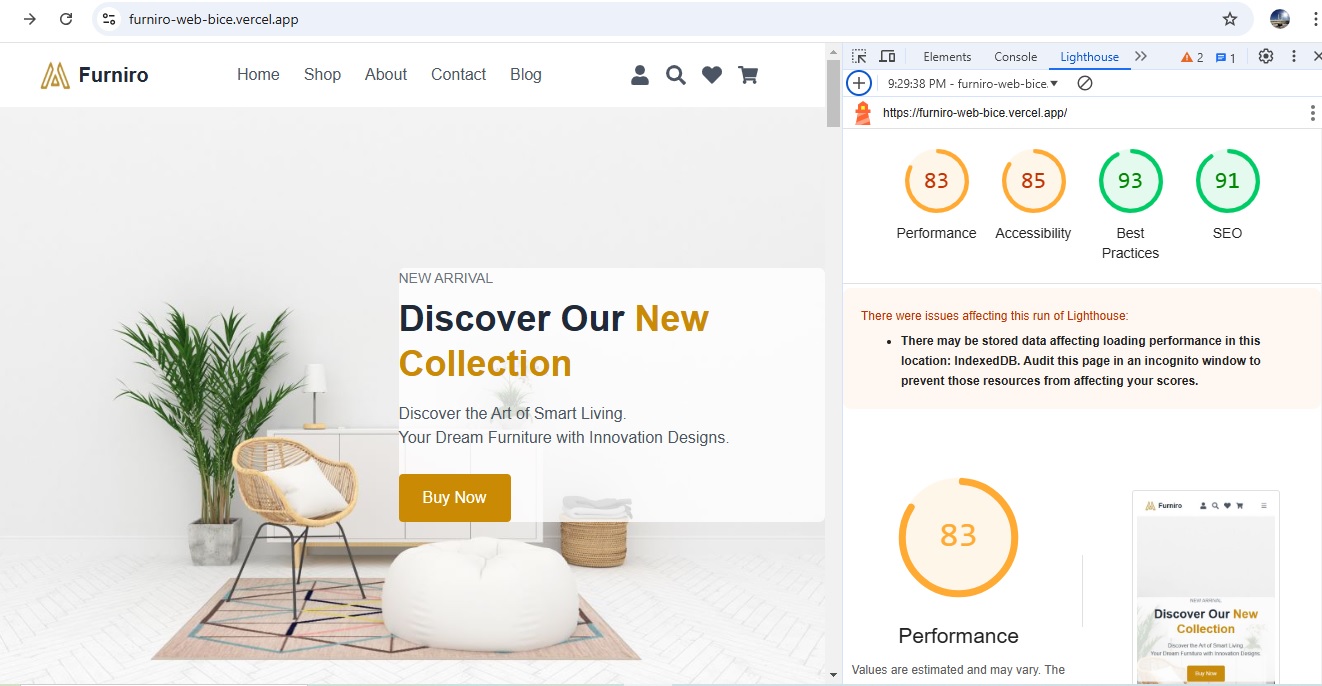 furniro-web-bice.vercel.app
Furniro
Home Shop About Contact Blog
NEW ARRIVAL
Discover Our New
Collection
Discover the Art of Smart Living.
Your Dream Furniture with Innovation Designs.
Buy Now
Elements Console Lighthouse 2 1
9:29:38 PM - furniro-web-bice.
https://furniro-web-bice.vercel.app/
83 85 93 91
Performance Accessibility Best Practices SEO
There were issues affecting this run of Lighthouse:
There may be stored data affecting loading performance in this
location: IndexedDB. Audit this page in an incognito window to
prevent those resources from affecting your scores.
83
Performance
Values are estimated and may vary. The
Furniro
NEW ARRIVAL
Discover Our New
Collection
Discover the Art of Smart Living.
Your Dream Furniture with Innovation Designs.
Buy Now